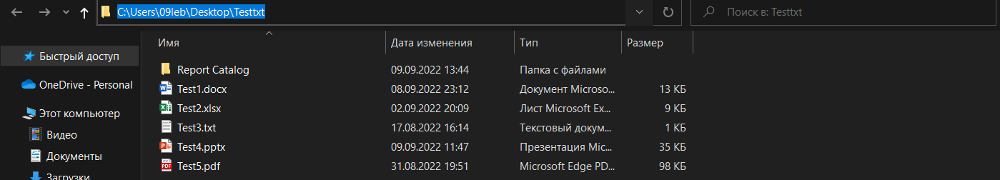 C:\Users\09leb\Desktop\Testtxt Поиск в: Testtxt
Имя Дата изменения Тип Размер
Быстрый доступ
Report Catalog 09.09.2022 13:44 Папка с файлами
OneDrive - Personal
Test1.docx 08.09.2022 23:12 Документ Microso... 13 КБ
Этот компьютер
Test2.xlsx 02.09.2022 20:09 Лист Microsoft Ex... 9 КБ
Видео
Test3.txt 17.08.2022 16:14 Текстовый докум... 1 КБ
Документы
Test4.pptx 09.09.2022 11:47 Презентация Mic... 35 КБ
Загрузки
Test5.pdf 31.08.2022 19:51 Microsoft Edge PD... 98 КБ